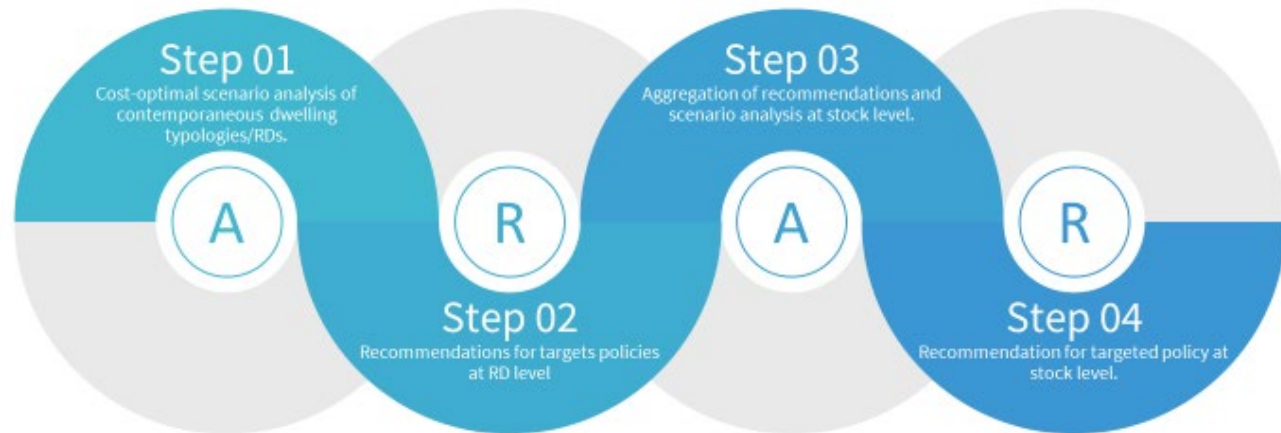 Step 01
Cost-optimal scenario analysis of
contemporaneous dwelling
typologies/RDs.
A
Step 02
Recommendations for targets policies
at RD level
R
Step 03
Aggregation of recommendations and
scenario analysis at stock level.
A
Step 04
Recommendation for targeted policy at
stock level.
R